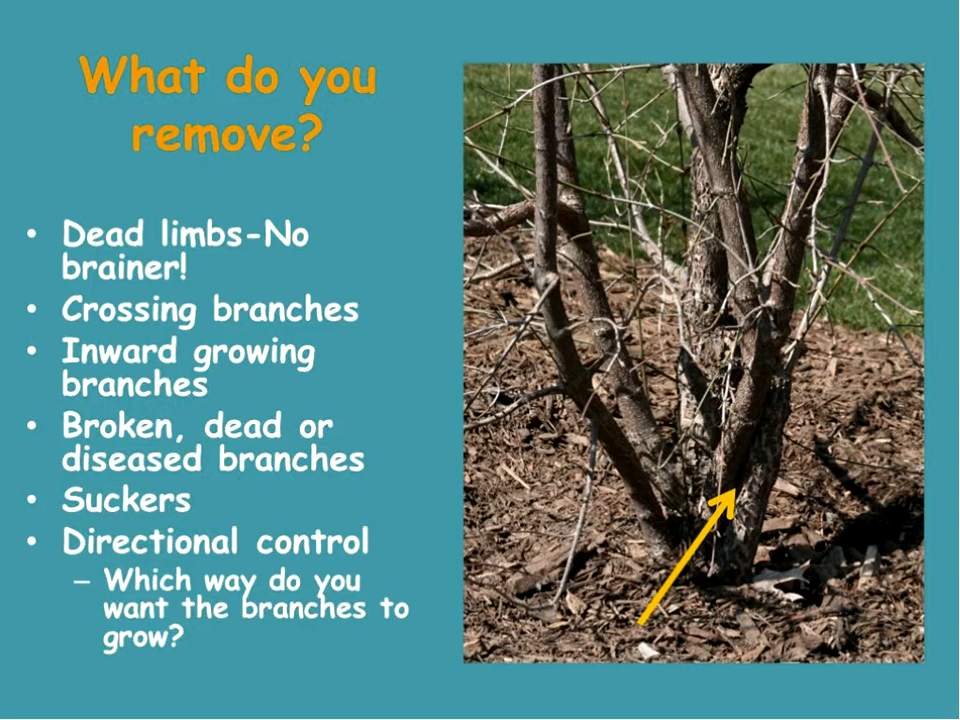 What do you
remove?
• Dead limbs-No
brainer!
• Crossing branches
• Inward growing
branches
• Broken, dead or
diseased branches
• Suckers
• Directional control
– Which way do you
want the branches to
grow?